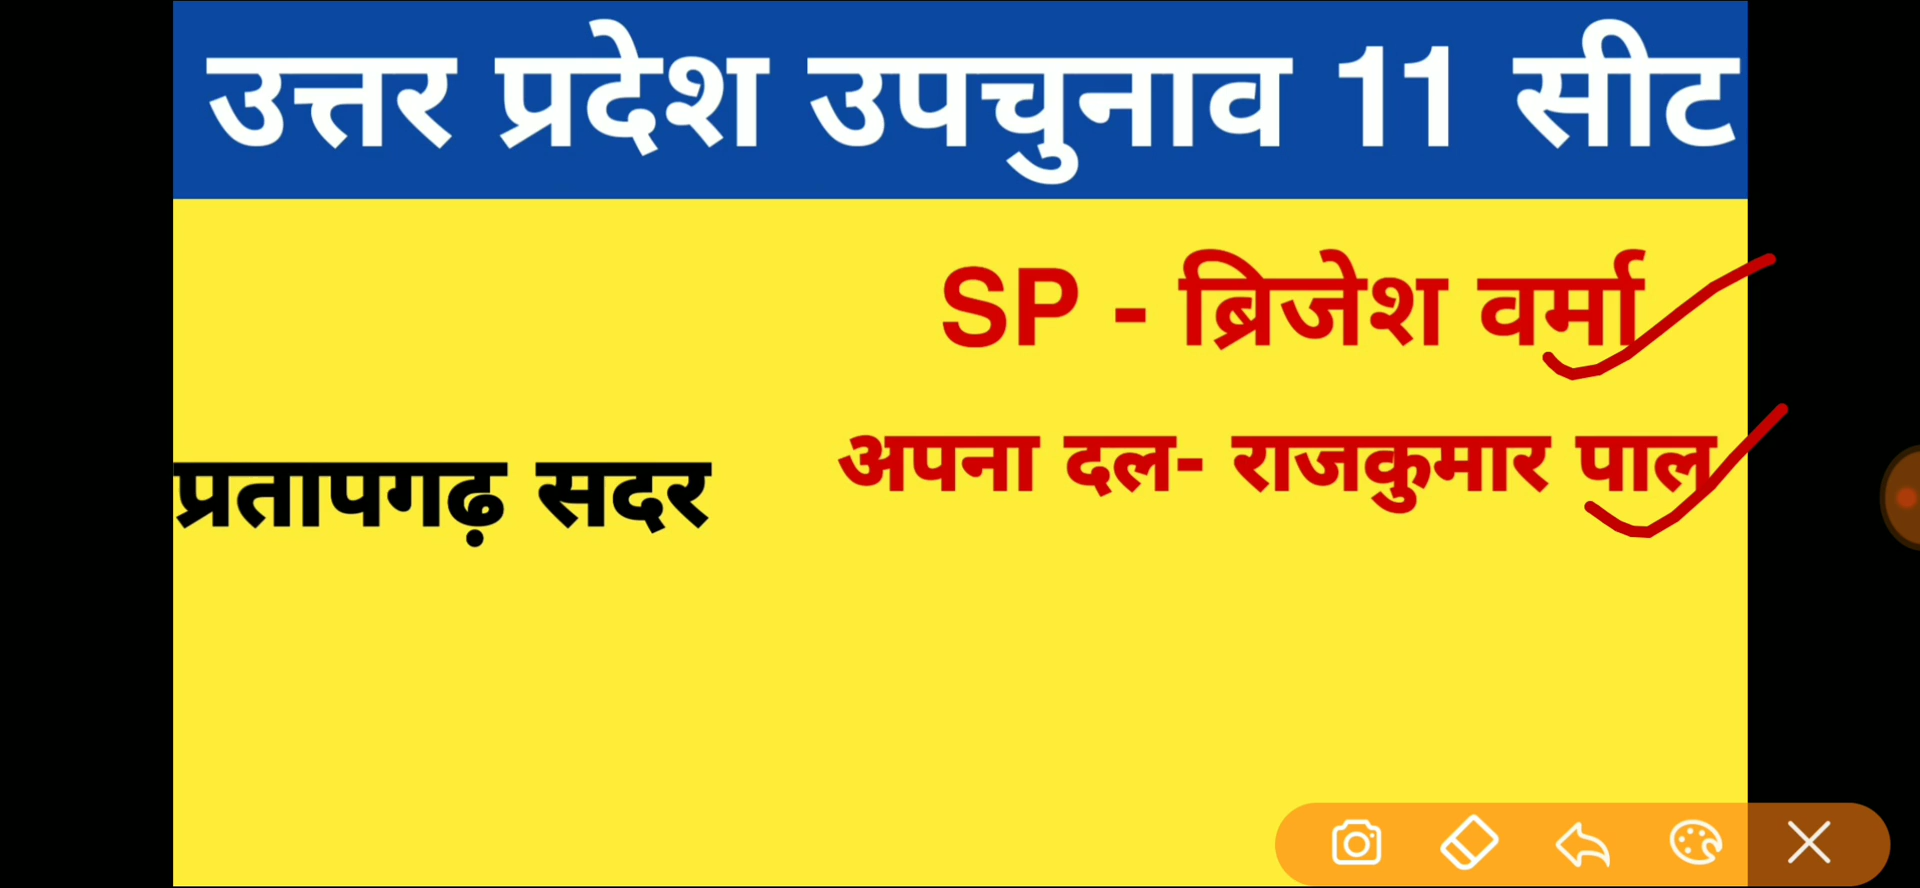 उत्तर प्रदेश उपचुनाव 11 सीट
SP - ब्रिजेश वर्मा
अपना दल- राजकुमार पाल
प्रतापगढ़ सदर